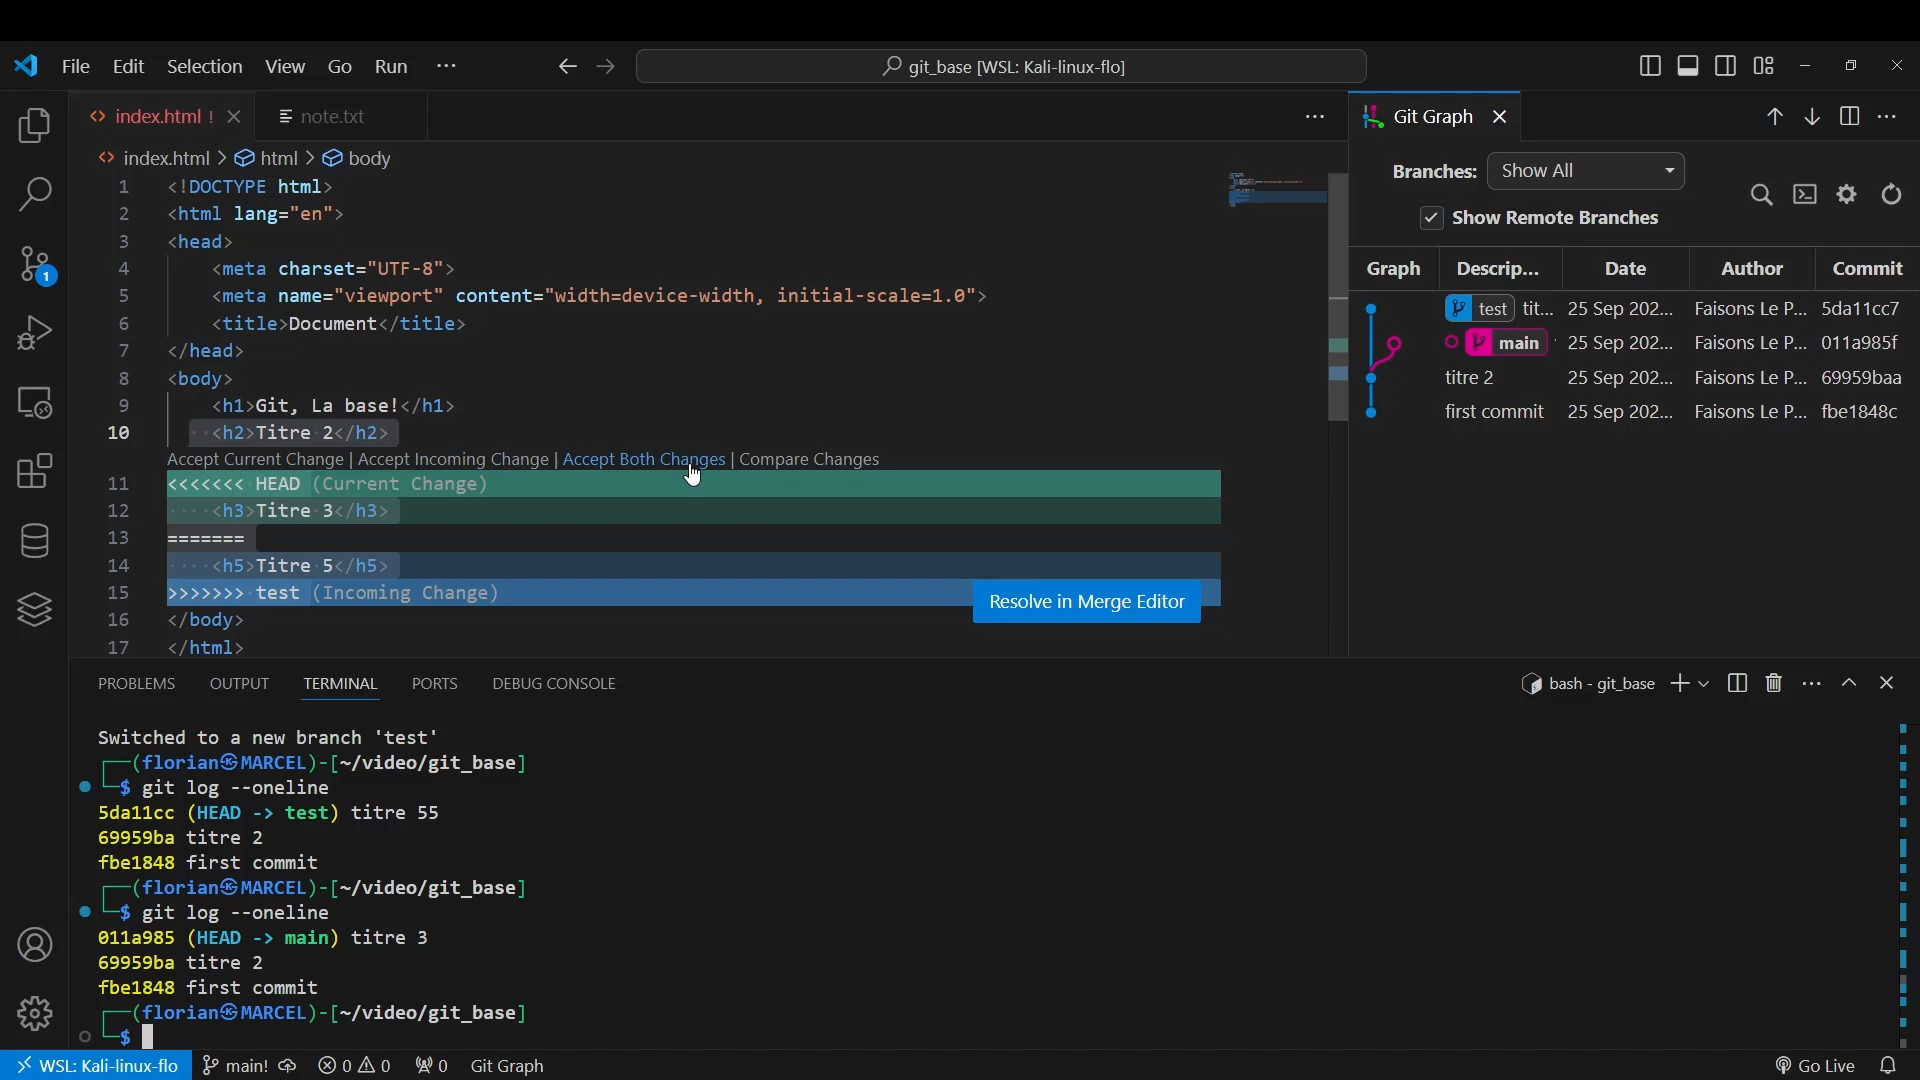 File Edit Selection View Go Run ··· git_base [WSL: Kali-linux-flo]
index.html ! note.txt
index.html > html > body
1 <!DOCTYPE html>
2 <html lang="en">
3 <head>
4 <meta charset="UTF-8">
5 <meta name="viewport" content="width=device-width, initial-scale=1.0">
6 <title>Document</title>
7 </head>
8 <body>
9 <h1>Git, La base!</h1>
10 <h2>Titre 2</h2>
Accept Current Change | Accept Incoming Change | Accept Both Changes | Compare Changes
11 <<<<<<< HEAD (Current Change)
12 <h3>Titre 3</h3>
13 =======
14 <h5>Titre 5</h5>
15 >>>>>>> test (Incoming Change)
Resolve in Merge Editor
16 </body>
17 </html>
Git Graph
Branches: Show All
Show Remote Branches
Graph Descrip... Date Author Commit
test tit... 25 Sep 202... Faisons Le P... 5da11cc7
main 25 Sep 202... Faisons Le P... 011a985f
titre 2 25 Sep 202... Faisons Le P... 69959baa
first commit 25 Sep 202... Faisons Le P... fbe1848c
1
PROBLEMS OUTPUT TERMINAL PORTS DEBUG CONSOLE bash - git_base
Switched to a new branch 'test'
┌──(florian㉿MARCEL)-[~/video/git_base]
└─$ git log --oneline
5da11cc (HEAD -> test) titre 55
69959ba titre 2
fbe1848 first commit
┌──(florian㉿MARCEL)-[~/video/git_base]
└─$ git log --oneline
011a985 (HEAD -> main) titre 3
69959ba titre 2
fbe1848 first commit
┌──(florian㉿MARCEL)-[~/video/git_base]
└─$
WSL: Kali-linux-flo main! 0 0 0 Git Graph Go Live